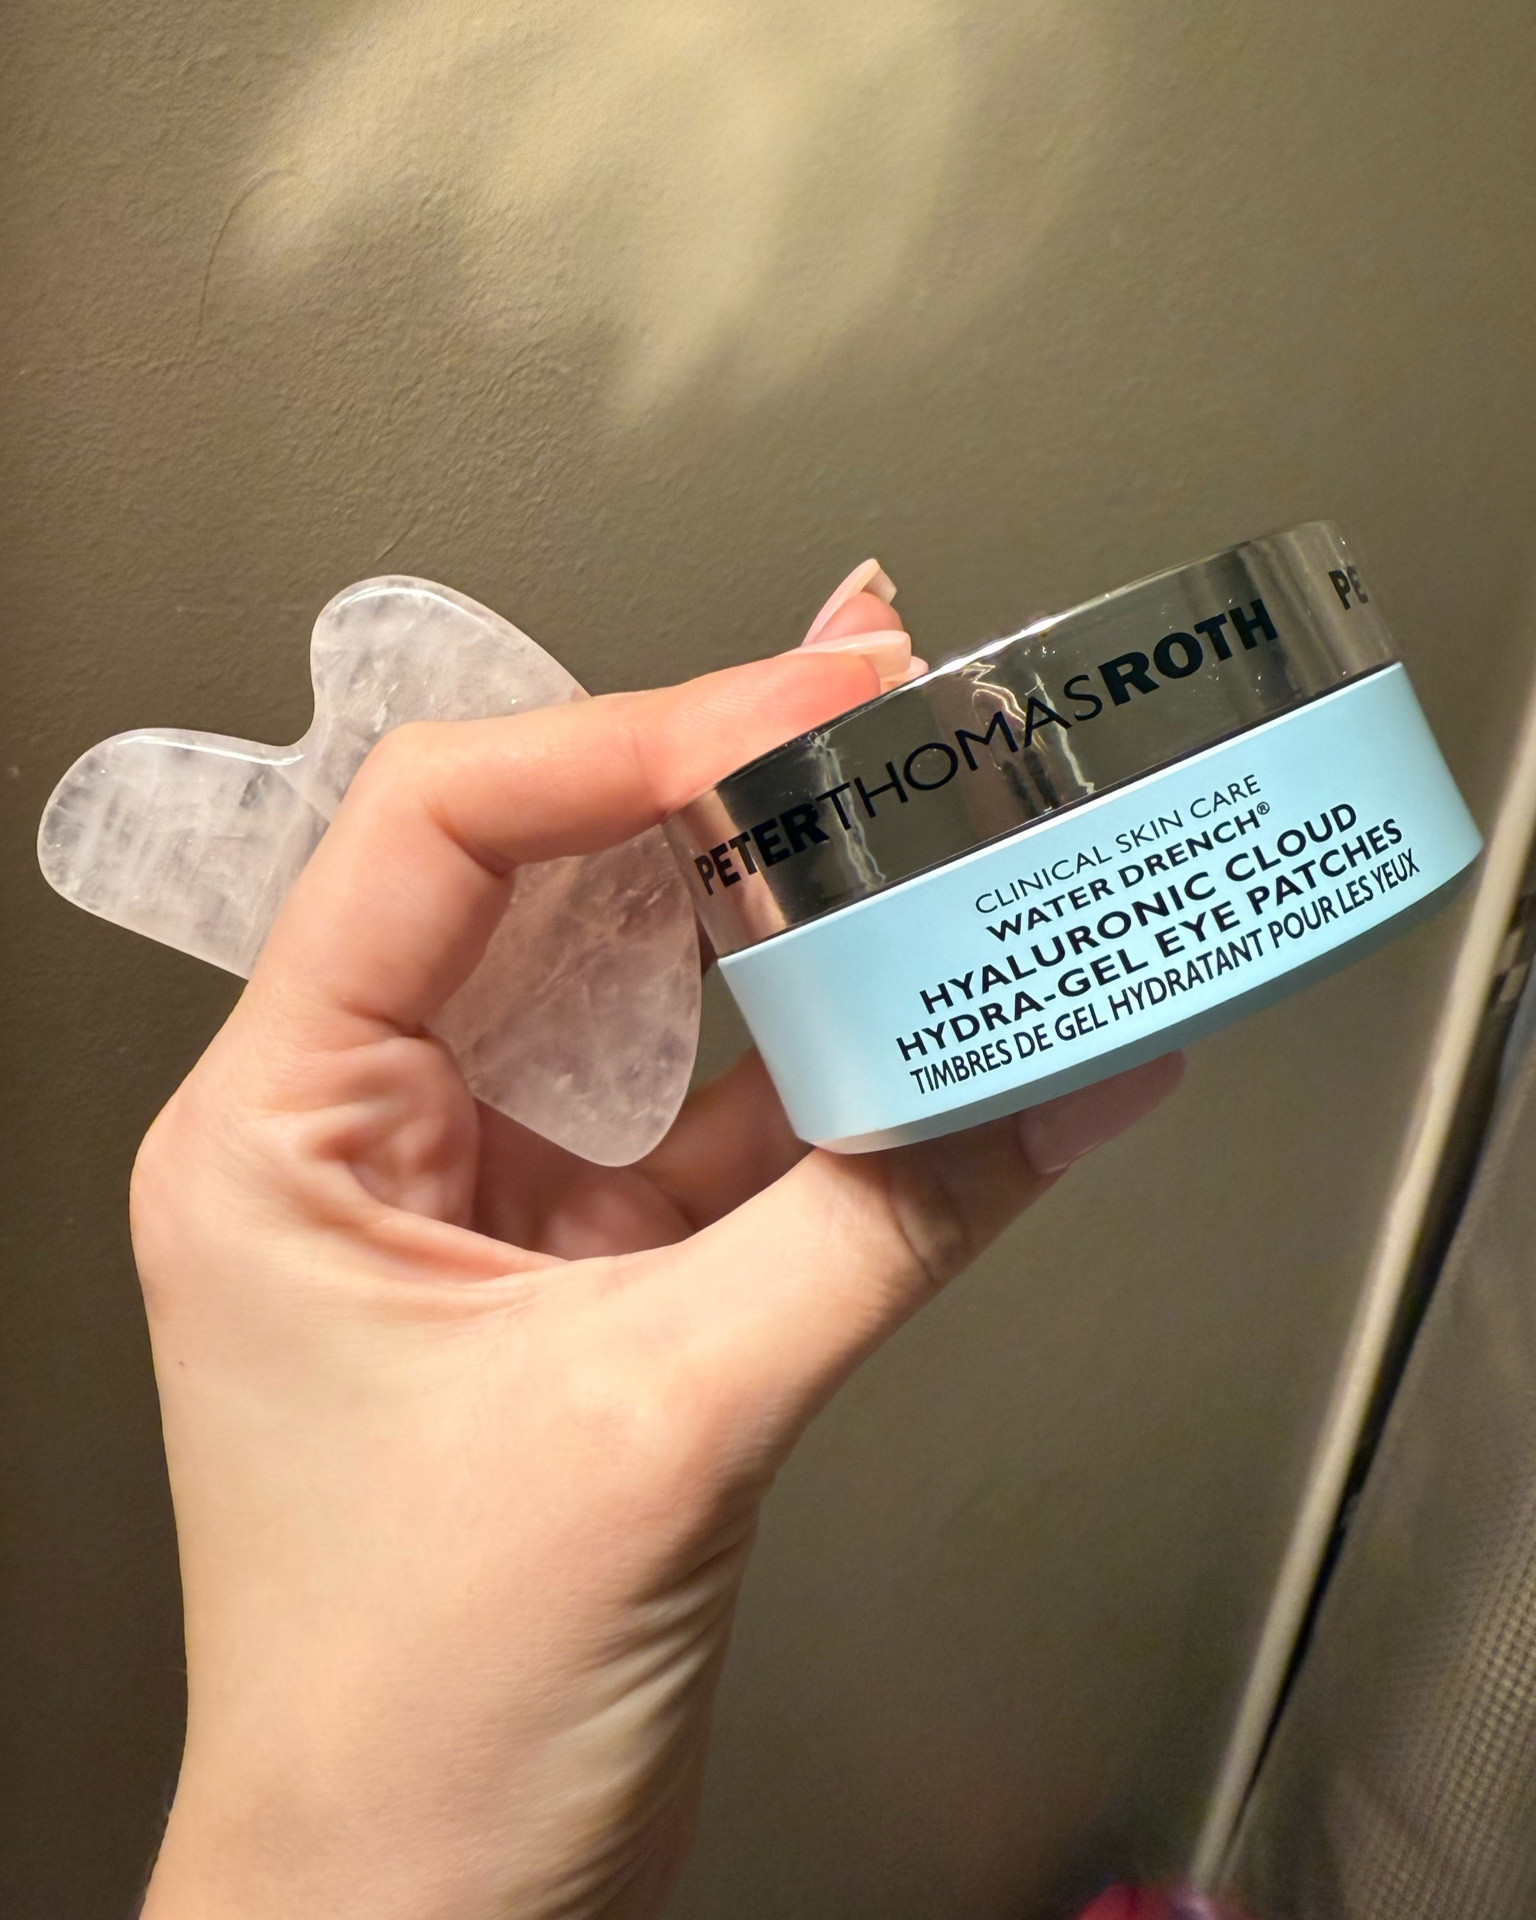 PETERTHOMASROTH
PE
CLINICAL SKIN CARE
WATER DRENCH®
HYALURONIC CLOUD
HYDRA-GEL EYE PATCHES
TIMBRES DE GEL HYDRATANT POUR LES YEUX